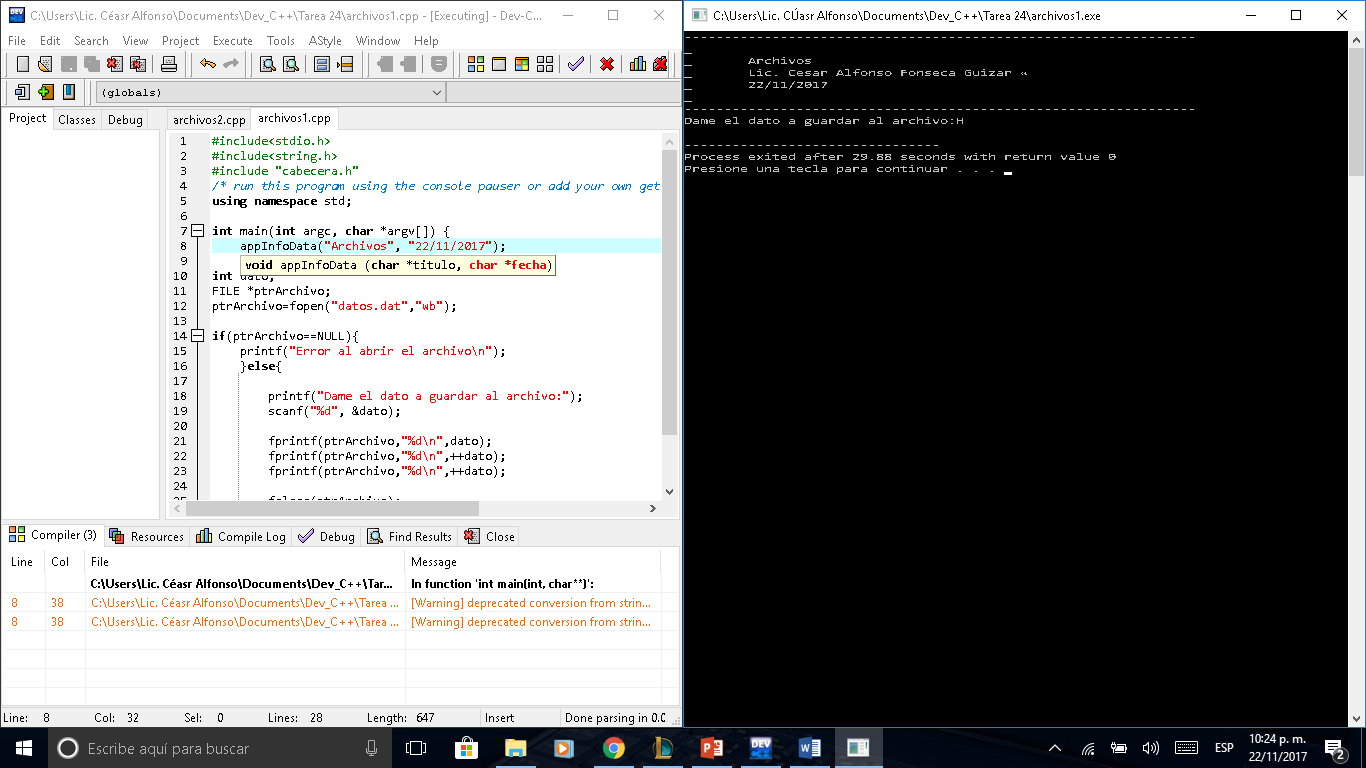 C:\Users\Lic. Céasr Alfonso\Documents\Dev_C++\Tarea 24\archivos1.cpp - [Executing] - Dev-C...
File Edit Search View Project Execute Tools AStyle Window Help
(globals)
Project Classes Debug
archivos2.cpp archivos1.cpp
1 #include<stdio.h>
2 #include<string.h>
3 #include "cabecera.h"
4 /* run this program using the console pauser or add your own get
5 using namespace std;
6
7 int main(int argc, char *argv[]) {
8 appInfoData("Archivos", "22/11/2017");
9 void appInfoData (char *titulo, char *fecha)
10 int dato;
11 FILE *ptrArchivo;
12 ptrArchivo=fopen("datos.dat","wb");
13
14 if(ptrArchivo==NULL){
15 printf("Error al abrir el archivo\n");
16 }else{
17
18 printf("Dame el dato a guardar al archivo:");
19 scanf("%d", &dato);
20
21 fprintf(ptrArchivo,"%d\n",dato);
22 fprintf(ptrArchivo,"%d\n",++dato);
23 fprintf(ptrArchivo,"%d\n",++dato);
24
25 fclose(ptrArchivo);
Compiler (3) Resources Compile Log Debug Find Results Close
Line Col File Message
C:\Users\Lic. Céasr Alfonso\Documents\Dev_C++\Tar... In function 'int main(int, char**)':
8 38 C:\Users\Lic. Céasr Alfonso\Documents\Dev_C++\Tarea ... [Warning] deprecated conversion from strin...
8 38 C:\Users\Lic. Céasr Alfonso\Documents\Dev_C++\Tarea ... [Warning] deprecated conversion from strin...
Line: 8 Col: 32 Sel: 0 Lines: 28 Length: 647 Insert Done parsing in 0.0
C:\Users\Lic. CÚasr Alfonso\Documents\Dev_C++\Tarea 24\archivos1.exe
Archivos
Lic. Cesar Alfonso Fonseca Guizar «
22/11/2017
Dame el dato a guardar al archivo:H
--------------------------------
Process exited after 29.88 seconds with return value 0
Presione una tecla para continuar . . .
Escribe aquí para buscar
ESP
10:24 p. m.
22/11/2017
2